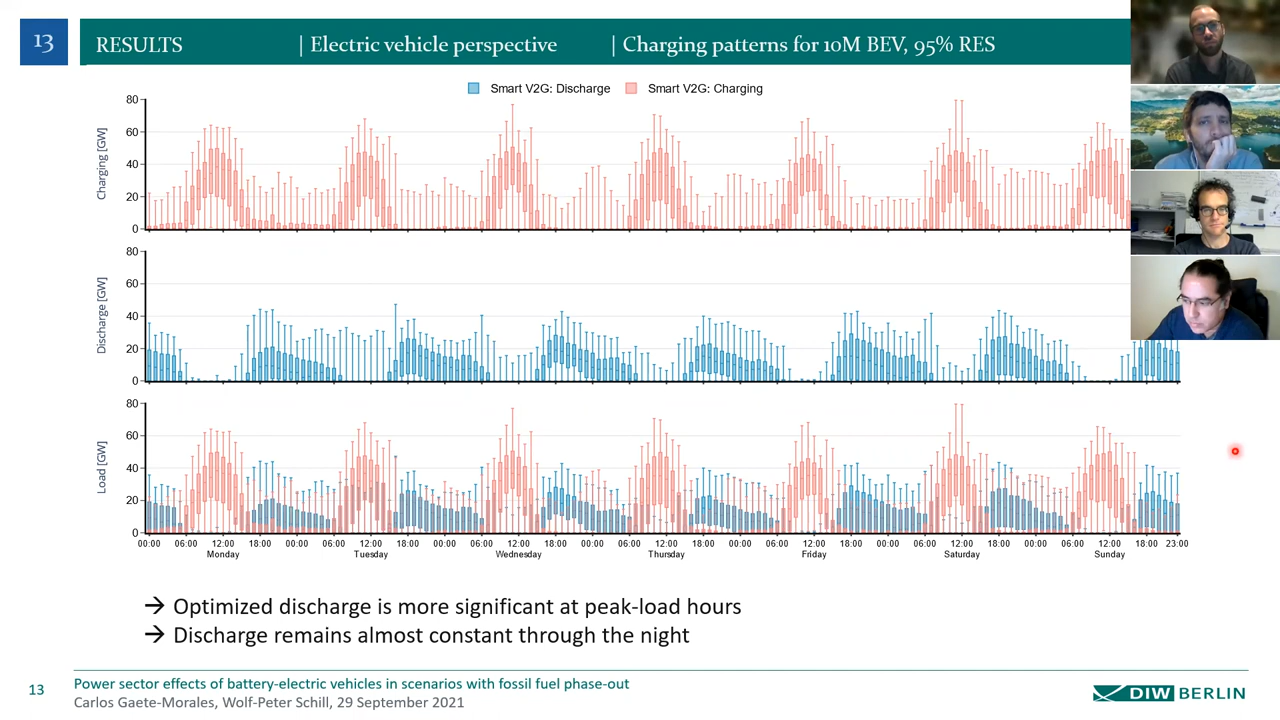 13
RESULTS | Electric vehicle perspective | Charging patterns for 10M BEV, 95% RES
Smart V2G: Discharge Smart V2G: Charging
Charging [GW]
80
60
40
20
0
Discharge [GW]
80
60
40
20
0
Load [GW]
80
60
40
20
0
00:00 06:00 12:00 18:00 00:00 06:00 12:00 18:00 00:00 06:00 12:00 18:00 00:00 06:00 12:00 18:00 00:00 06:00 12:00 18:00 00:00 06:00 12:00 18:00 00:00 06:00 12:00 18:00 23:00
Monday Tuesday Wednesday Thursday Friday Saturday Sunday
→ Optimized discharge is more significant at peak-load hours
→ Discharge remains almost constant through the night
13
Power sector effects of battery-electric vehicles in scenarios with fossil fuel phase-out
Carlos Gaete-Morales, Wolf-Peter Schill, 29 September 2021
DIW BERLIN